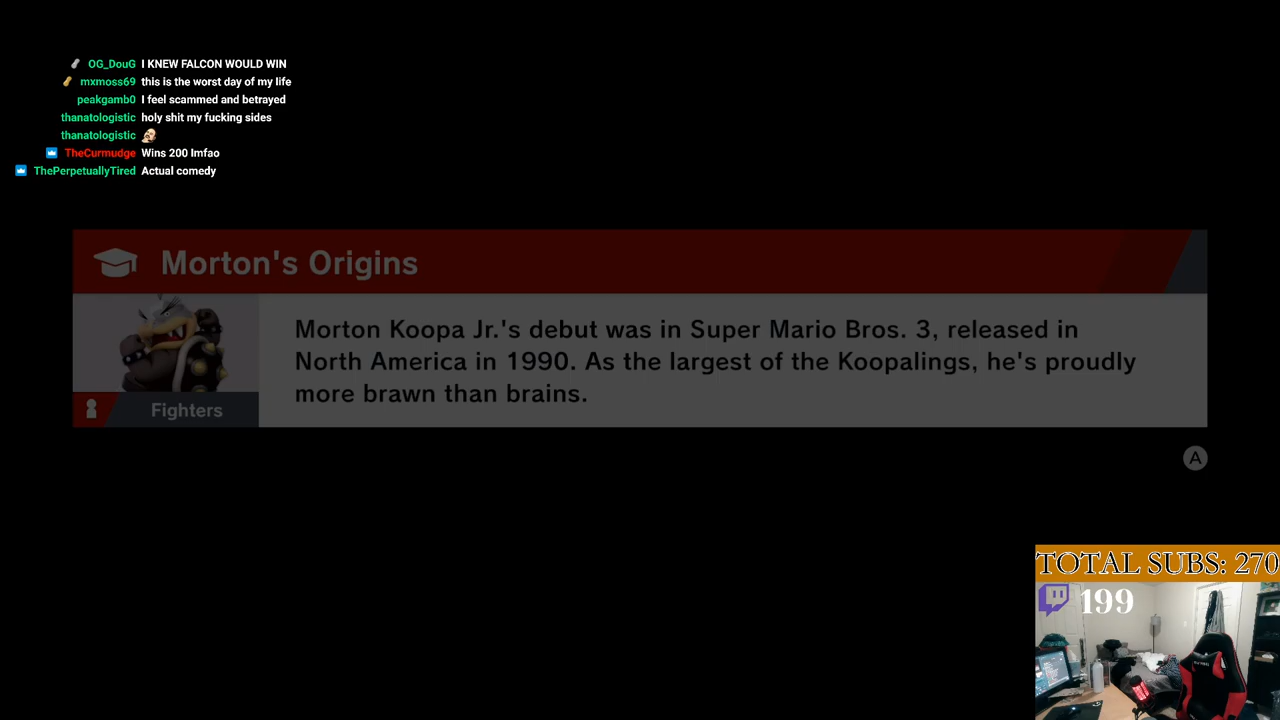 OG_DouG I KNEW FALCON WOULD WIN
mxmoss69 this is the worst day of my life
peakgamb0 I feel scammed and betrayed
thanatologistic holy shit my fucking sides
thanatologistic
TheCurmudge Wins 200 lmfao
ThePerpetuallyTired Actual comedy
Morton's Origins
Morton Koopa Jr.'s debut was in Super Mario Bros. 3, released in
North America in 1990. As the largest of the Koopalings, he's proudly
more brawn than brains.
Fighters
A
TOTAL SUBS: 270
199